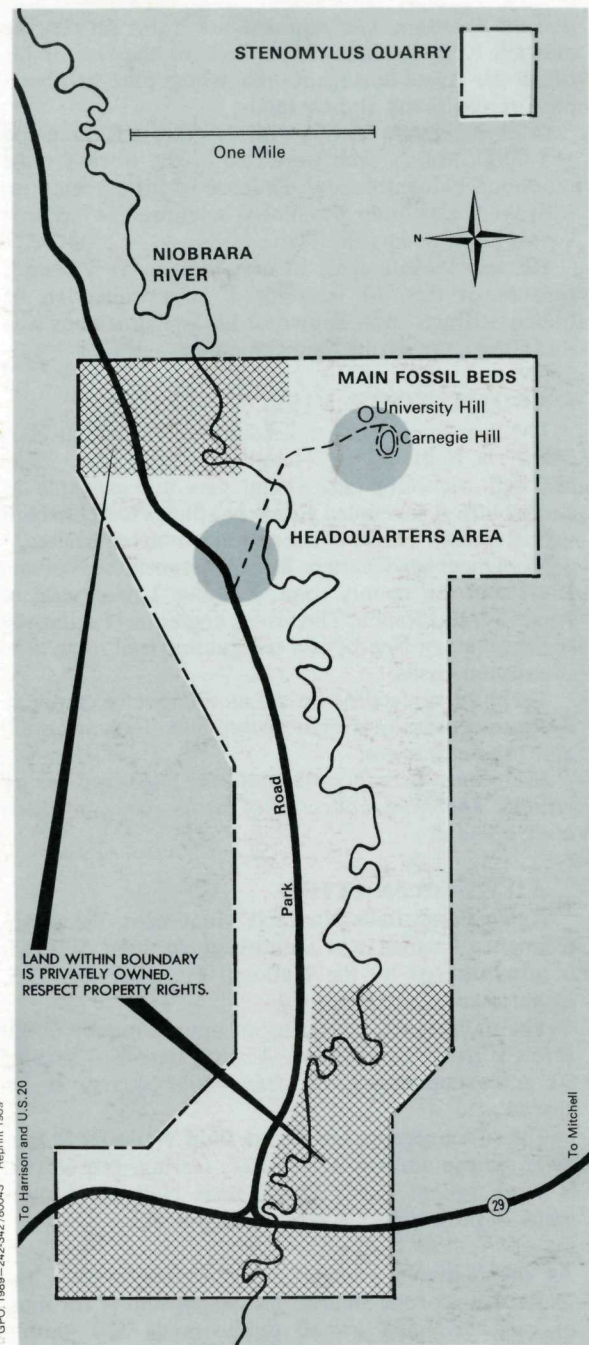 STENOMYLUS QUARRY
One Mile
N
NIOBRARA
RIVER
MAIN FOSSIL BEDS
University Hill
Carnegie Hill
HEADQUARTERS AREA
Park Road
LAND WITHIN BOUNDARY
IS PRIVATELY OWNED.
RESPECT PROPERTY RIGHTS.
To Harrison and U.S. 20
To Mitchell
29